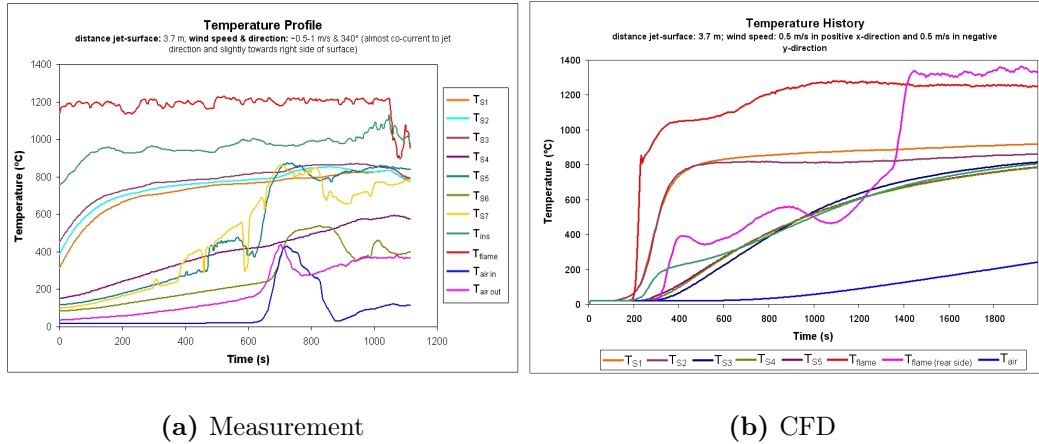 Temperature Profile
distance jet-surface: 3.7 m; wind speed & direction: ~0.5-1 m/s & 340° (almost co-current to jet
direction and slightly towards right side of surface)
1400
1200
1000
800
600
400
200
0
Temperature (°C)
0 200 400 600 800 1000 1200
Time (s)
TS1
TS2
TS3
TS4
TS5
TS6
TS7
Tins
Tflame
Tair in
Tair out
Temperature History
distance jet-surface: 3.7 m; wind speed: 0.5 m/s in positive x-direction and 0.5 m/s in negative
y-direction
1400
1200
1000
800
600
400
200
0
Temperature (°C)
0 200 400 600 800 1000 1200 1400 1600 1800
Time (s)
TS1 TS2 TS3 TS4 TS5 Tflame Tflame (rear side) Tair
(a) Measurement
(b) CFD